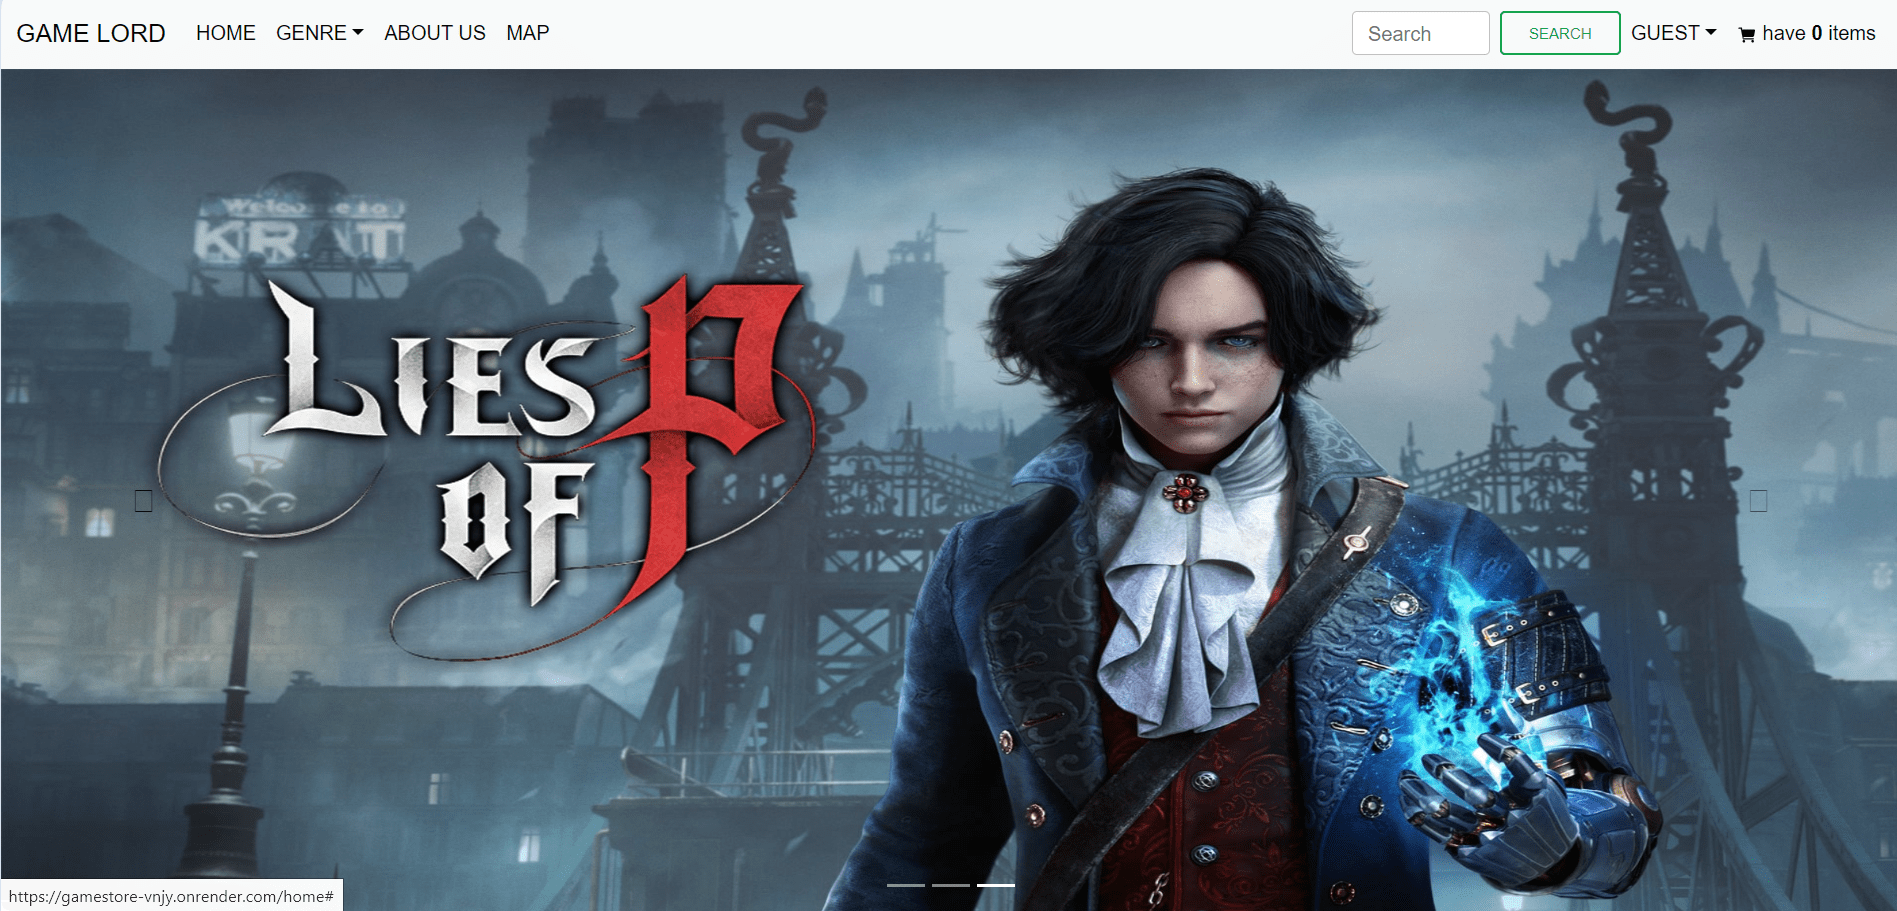 GAME LORD HOME GENRE ABOUT US MAP Search SEARCH GUEST have 0 items
Welcome to
KRAT
LIES
OF P
https://gamestore-vnjy.onrender.com/home#